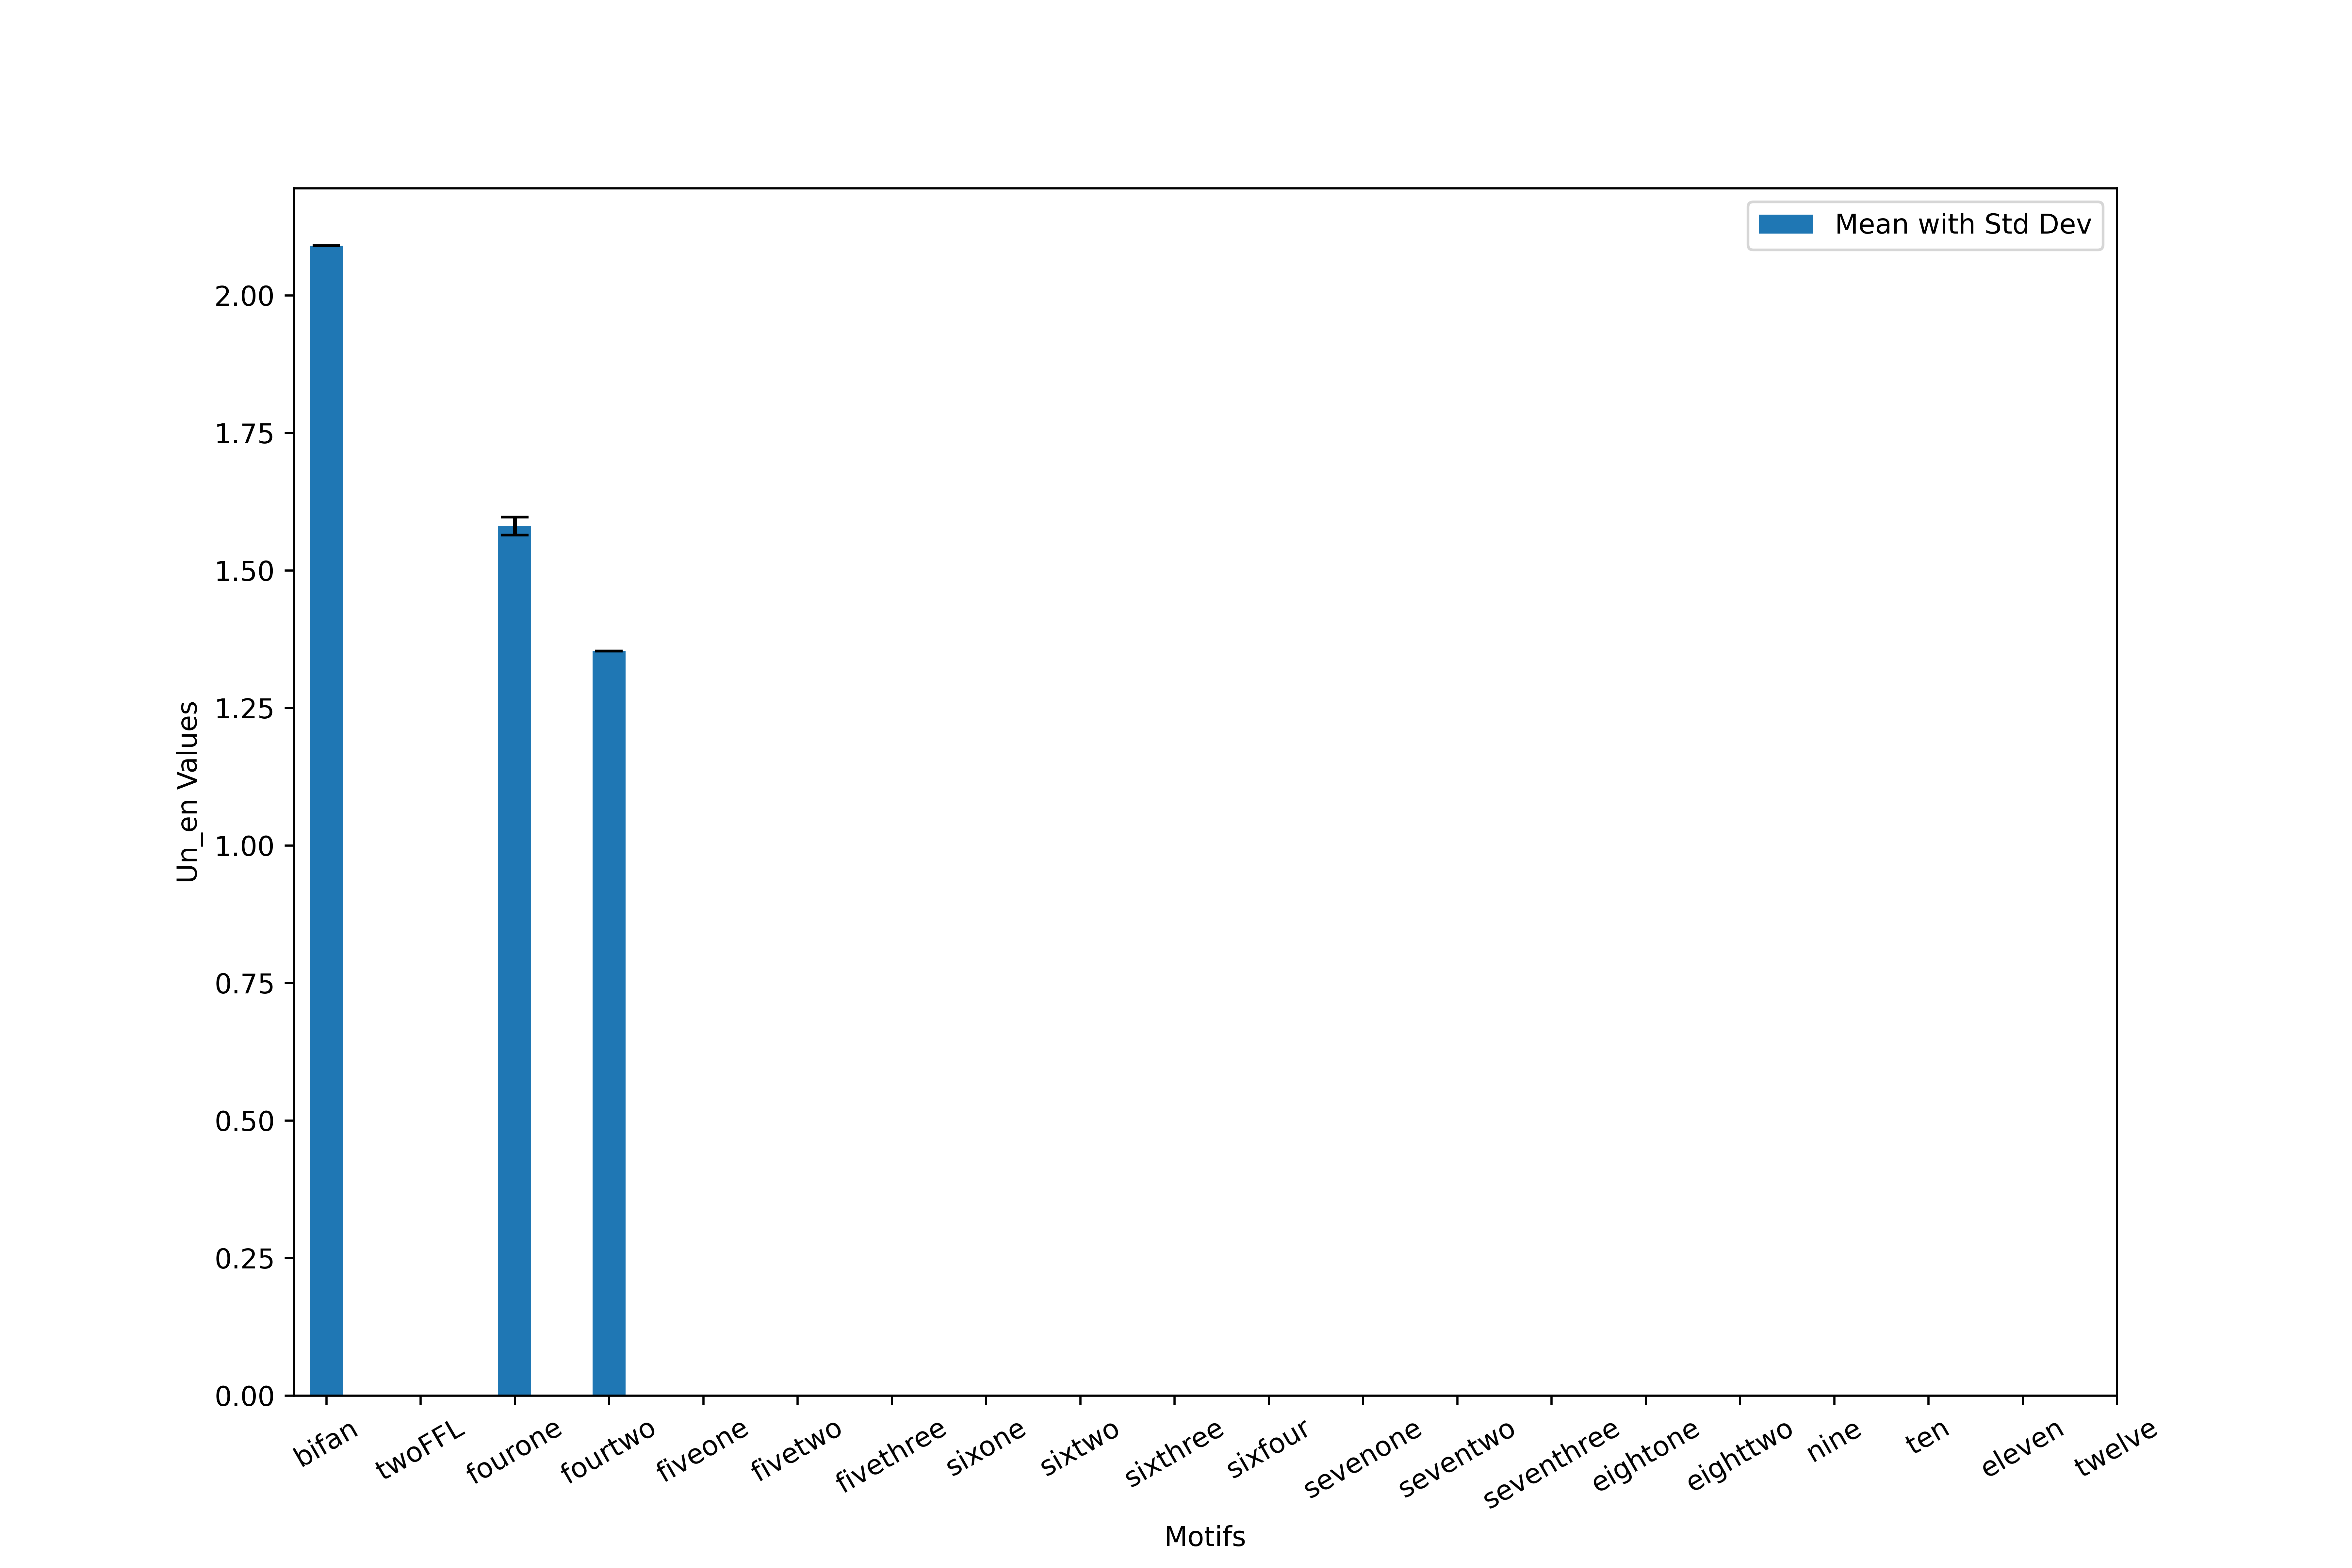 Mean with Std Dev
2.00
1.75
1.50
1.25
1.00
0.75
0.50
0.25
0.00
Un_en Values
bifan
twoFFL
fourone
fourtwo
fiveone
fivetwo
fivethree
sixone
sixtwo
sixthree
sixfour
sevenone
seventwo
seventhree
eightone
eighttwo
nine
ten
eleven
twelve
Motifs